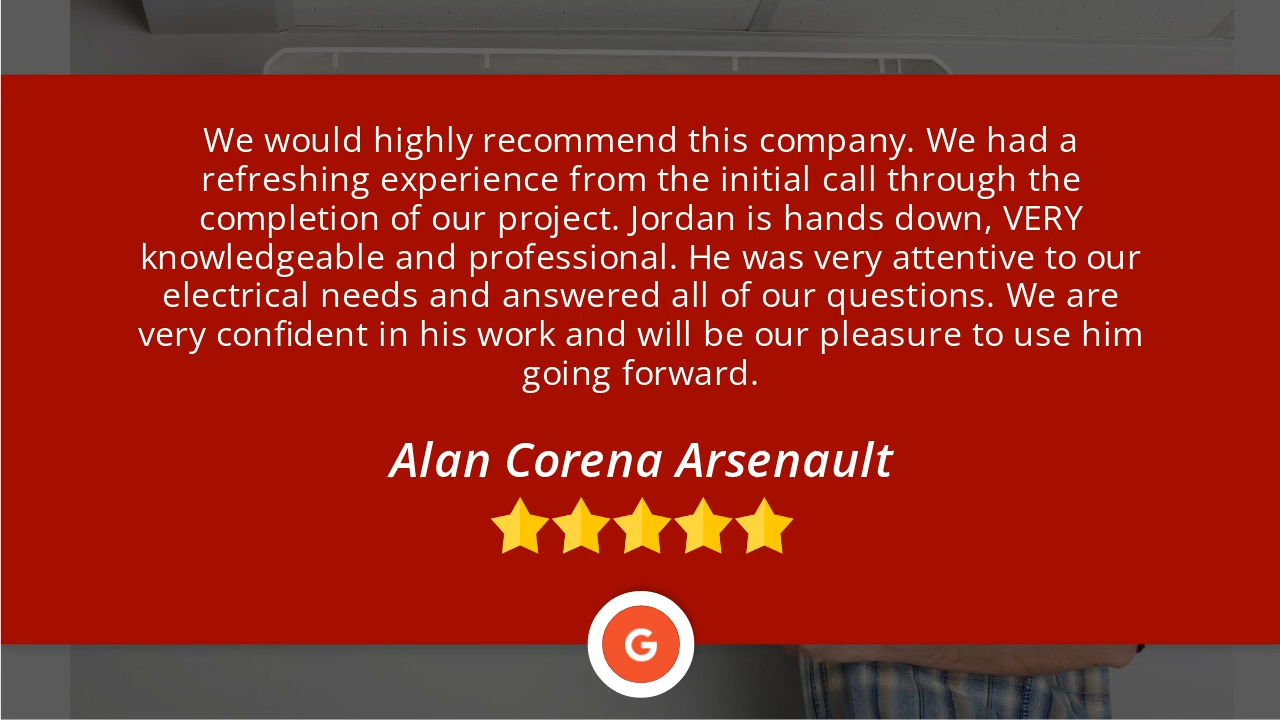 We would highly recommend this company. We had a
refreshing experience from the initial call through the
completion of our project. Jordan is hands down, VERY
knowledgeable and professional. He was very attentive to our
electrical needs and answered all of our questions. We are
very confident in his work and will be our pleasure to use him
going forward.
Alan Corena Arsenault
G